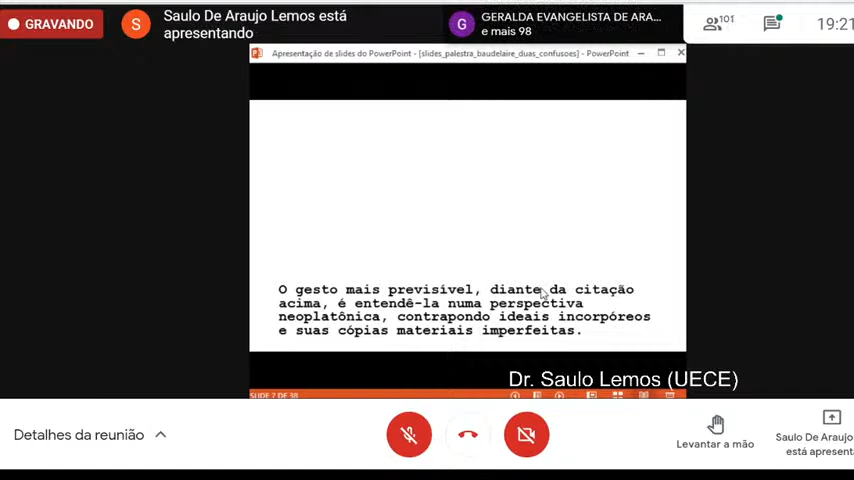 GRAVANDO
S
Saulo De Araujo Lemos está
apresentando
G
GERALDA EVANGELISTA DE ARA...
e mais 98
101
19:21
Apresentação de slides do PowerPoint - [slides_palestra_baudelaire_duas_confusoes] - PowerPoint
O gesto mais previsível, diante da citação
acima, é entendê-la numa perspectiva
neoplatônica, contrapondo ideais incorpóreos
e suas cópias materiais imperfeitas.
Dr. Saulo Lemos (UECE)
SLIDE 7 DE 38
Detalhes da reunião
Levantar a mão
Saulo De Araujo
está apresent